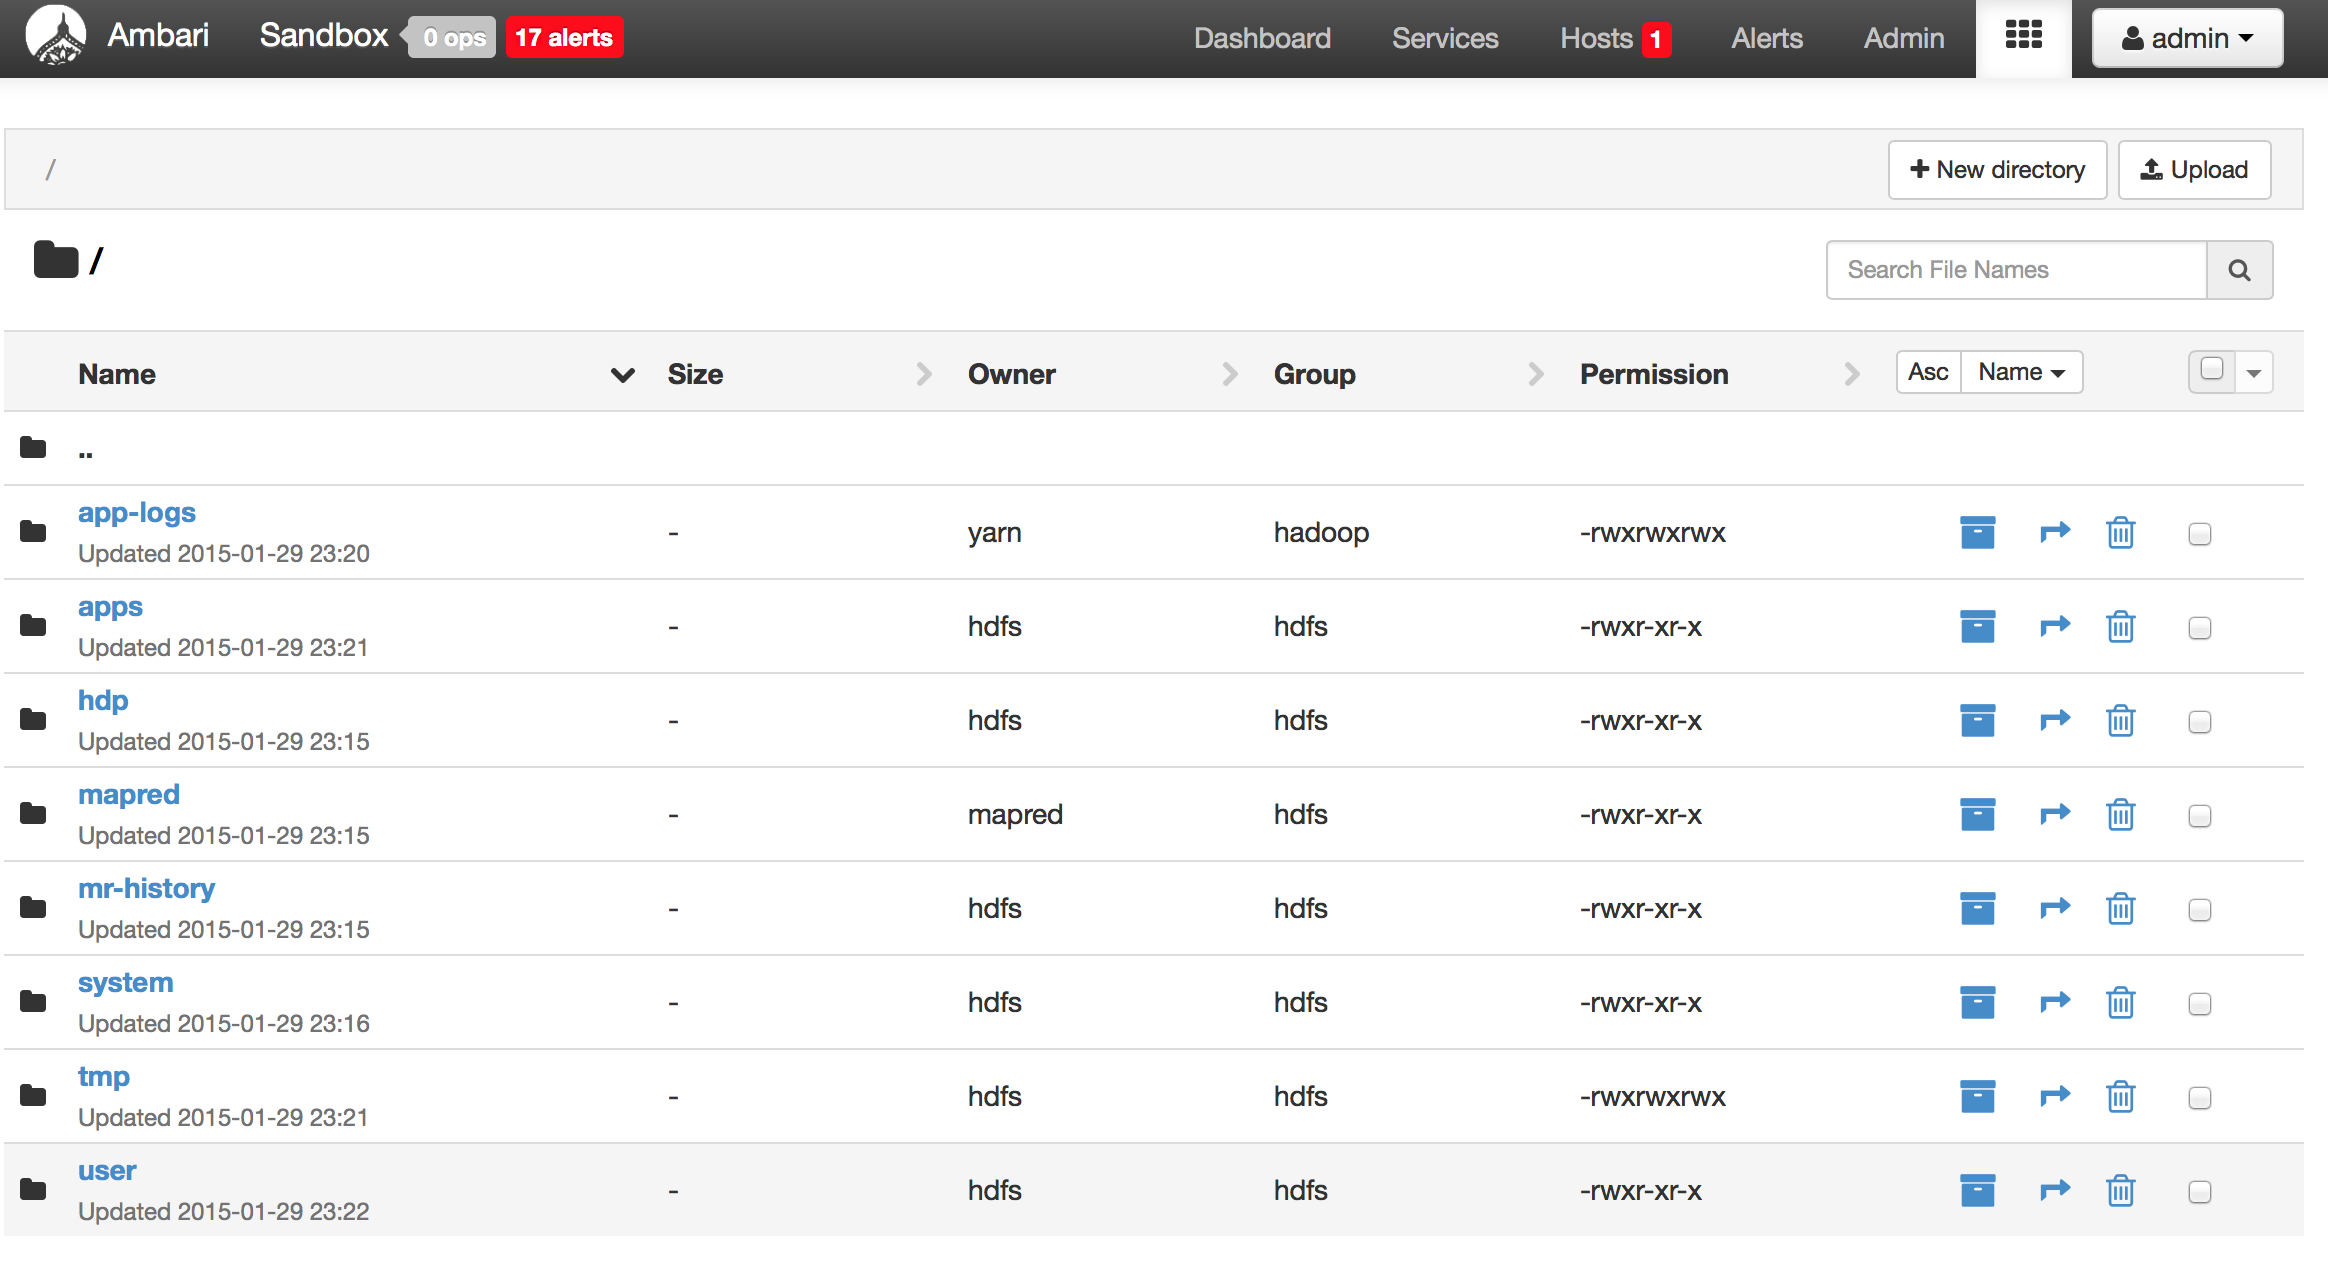 Ambari Sandbox 0 ops 17 alerts Dashboard Services Hosts 1 Alerts Admin admin
/ New directory Upload
/ Search File Names
Name Size Owner Group Permission Asc Name
..
app-logs
Updated 2015-01-29 23:20 - yarn hadoop -rwxrwxrwx
apps
Updated 2015-01-29 23:21 - hdfs hdfs -rwxr-xr-x
hdp
Updated 2015-01-29 23:15 - hdfs hdfs -rwxr-xr-x
mapred
Updated 2015-01-29 23:15 - mapred hdfs -rwxr-xr-x
mr-history
Updated 2015-01-29 23:15 - hdfs hdfs -rwxr-xr-x
system
Updated 2015-01-29 23:16 - hdfs hdfs -rwxr-xr-x
tmp
Updated 2015-01-29 23:21 - hdfs hdfs -rwxrwxrwx
user
Updated 2015-01-29 23:22 - hdfs hdfs -rwxr-xr-x